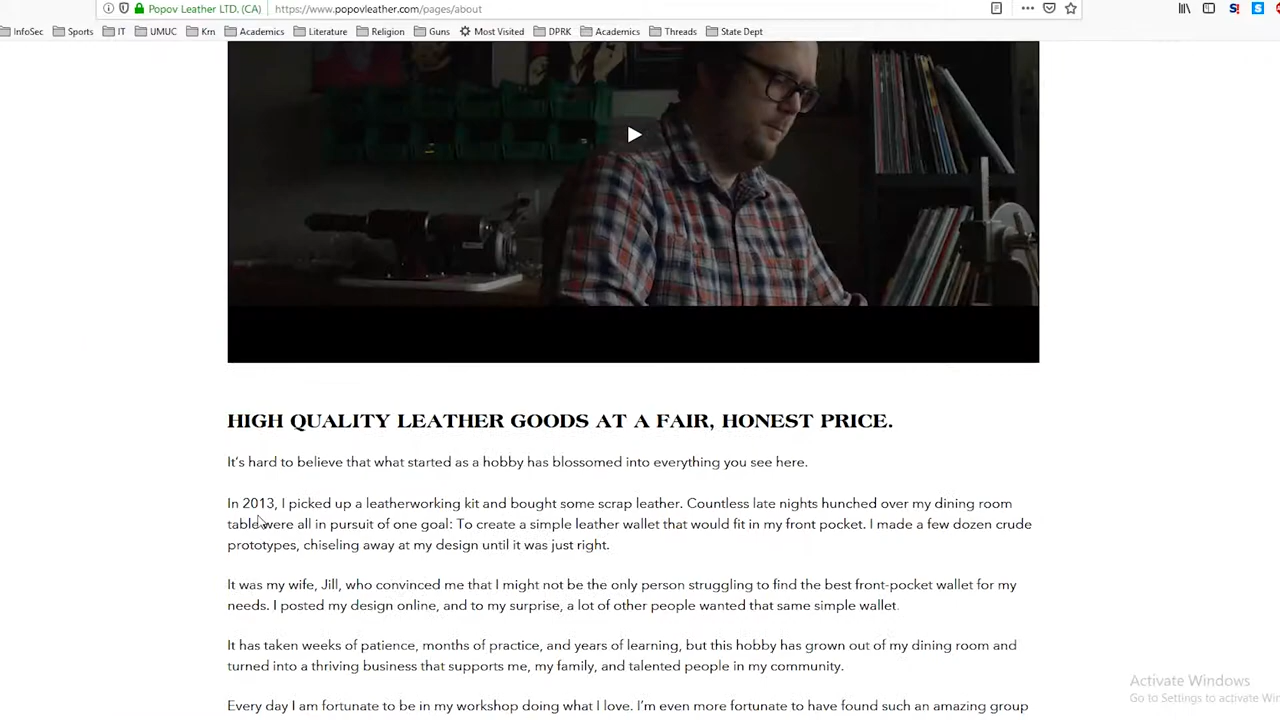 Popov Leather LTD. (CA) https://www.popovleather.com/pages/about
InfoSec Sports IT UMUC Krn Academics Literature Religion Guns Most Visited DPRK Academics Threads State Dept
HIGH QUALITY LEATHER GOODS AT A FAIR, HONEST PRICE.
It's hard to believe that what started as a hobby has blossomed into everything you see here.
In 2013, I picked up a leatherworking kit and bought some scrap leather. Countless late nights hunched over my dining room
table were all in pursuit of one goal: To create a simple leather wallet that would fit in my front pocket. I made a few dozen crude
prototypes, chiseling away at my design until it was just right.
It was my wife, Jill, who convinced me that I might not be the only person struggling to find the best front-pocket wallet for my
needs. I posted my design online, and to my surprise, a lot of other people wanted that same simple wallet.
It has taken weeks of patience, months of practice, and years of learning, but this hobby has grown out of my dining room and
turned into a thriving business that supports me, my family, and talented people in my community.
Every day I am fortunate to be in my workshop doing what I love. I'm even more fortunate to have found such an amazing group
Activate Windows
Go to Settings to activate Win